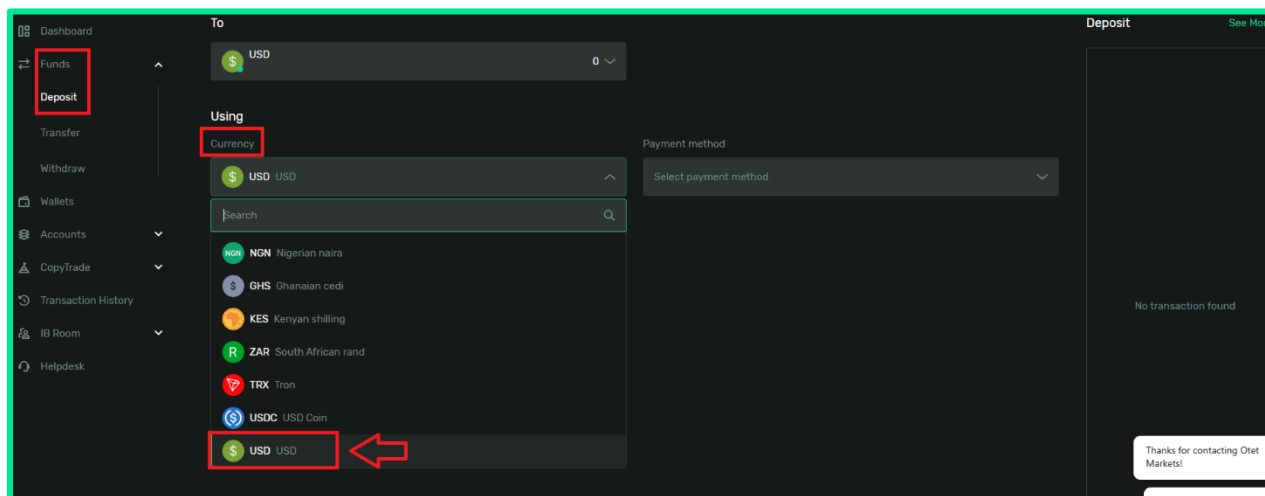 Dashboard
Funds
Deposit
Transfer
Withdraw
Wallets
Accounts
CopyTrade
Transaction History
IB Room
Helpdesk
To
$ USD 0
Using
Currency
$ USD USD
Search
NGN NGN Nigerian naira
$ GHS Ghanaian cedi
KES Kenyan shilling
R ZAR South African rand
TRX Tron
$ USDC USD Coin
$ USD USD
Payment method
Select payment method
Deposit See Mor
No transaction found
Thanks for contacting Otet
Markets!